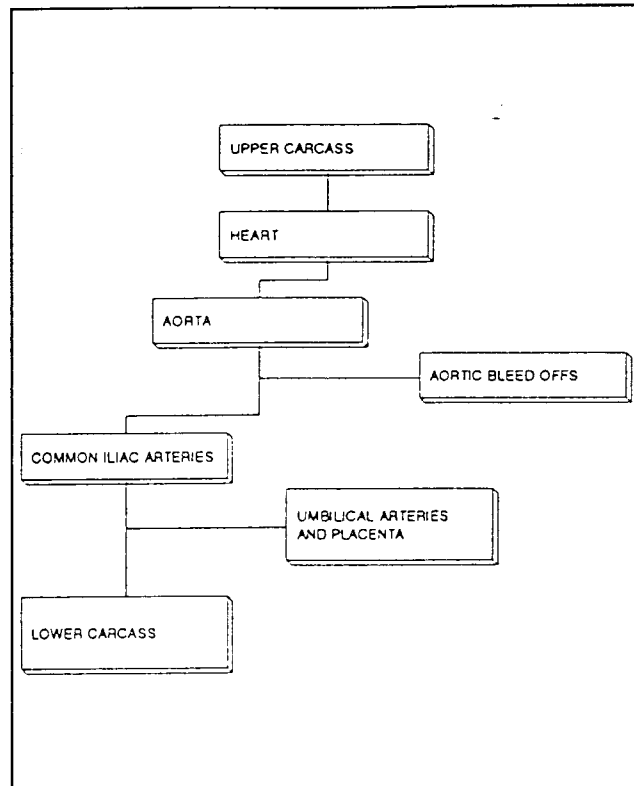 UPPER CARCASS
HEART
AORTA
AORTIC BLEED OFFS
COMMON ILIAC ARTERIES
UMBILICAL ARTERIES
AND PLACENTA
LOWER CARCASS